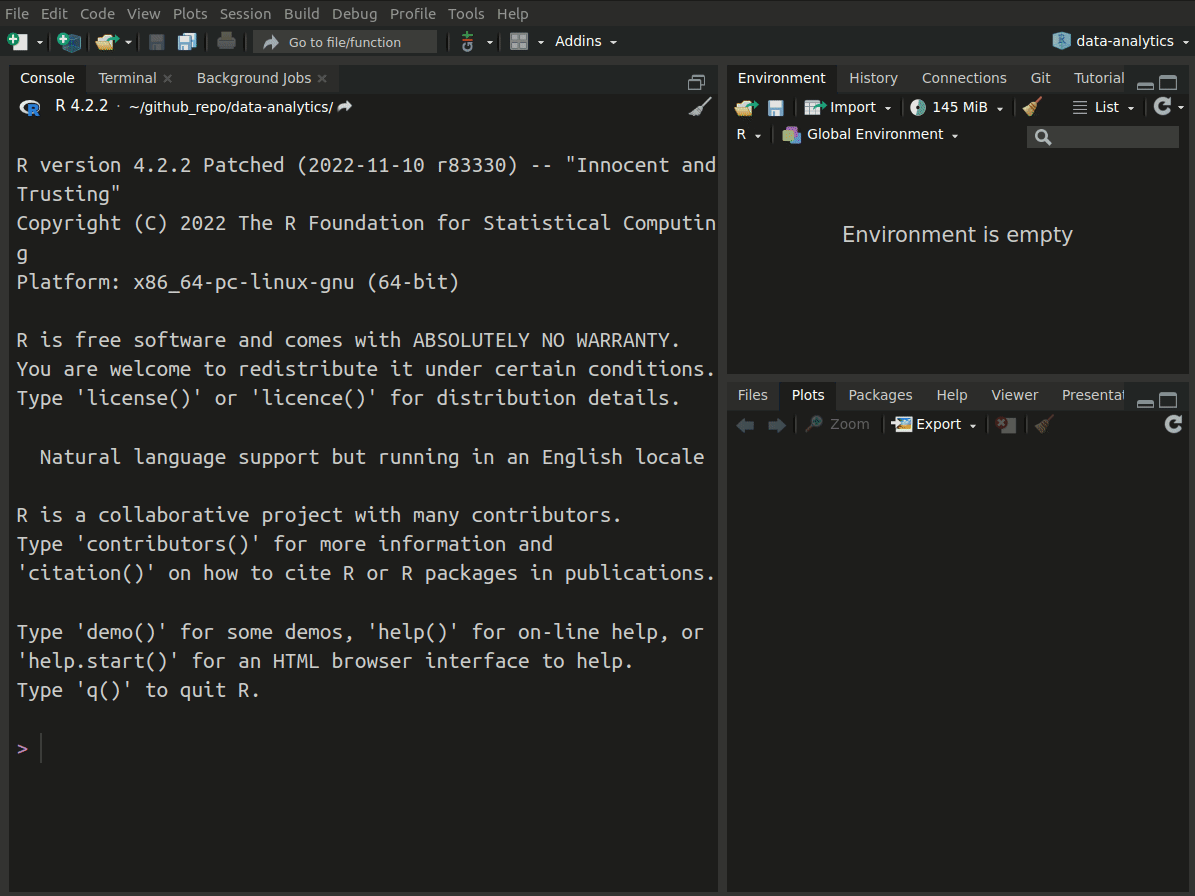 File Edit Code View Plots Session Build Debug Profile Tools Help
Go to file/function Addins data-analytics
Console Terminal Background Jobs
R 4.2.2 · ~/github_repo/data-analytics/
R version 4.2.2 Patched (2022-11-10 r83330) -- "Innocent and
Trusting"
Copyright (C) 2022 The R Foundation for Statistical Computin
g
Platform: x86_64-pc-linux-gnu (64-bit)
R is free software and comes with ABSOLUTELY NO WARRANTY.
You are welcome to redistribute it under certain conditions.
Type 'license()' or 'licence()' for distribution details.
Natural language support but running in an English locale
R is a collaborative project with many contributors.
Type 'contributors()' for more information and
'citation()' on how to cite R or R packages in publications.
Type 'demo()' for some demos, 'help()' for on-line help, or
'help.start()' for an HTML browser interface to help.
Type 'q()' to quit R.
>
Environment History Connections Git Tutorial
Import 145 MiB List
R Global Environment
Environment is empty
Files Plots Packages Help Viewer Presentat
Zoom Export